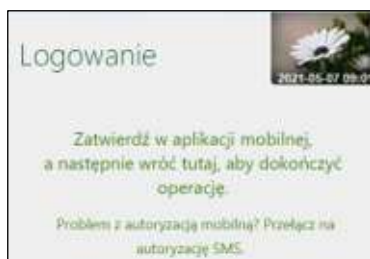 Logowanie
2021-05-07 09:01
Zatwierdź w aplikacji mobilnej,
a następnie wróć tutaj, aby dokończyć
operację.
Problem z autoryzacją mobilną? Przełącz na
autoryzację SMS.